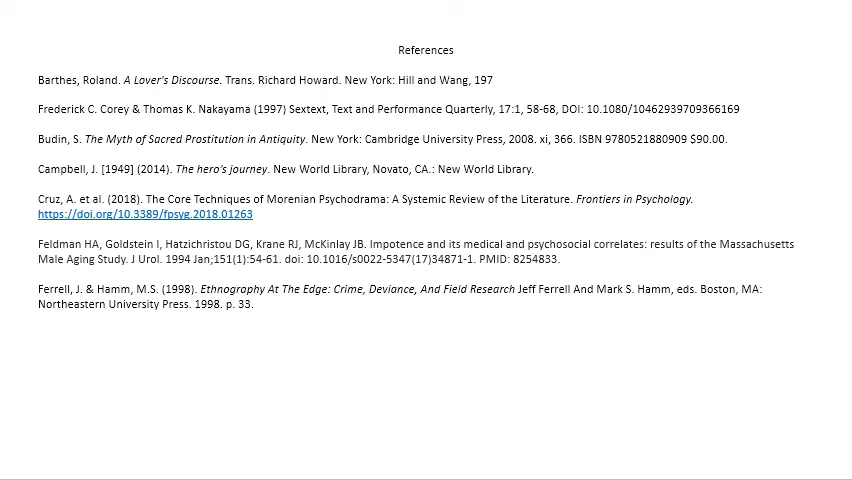 References
Barthes, Roland. A Lover's Discourse. Trans. Richard Howard. New York: Hill and Wang, 197
Frederick C. Corey & Thomas K. Nakayama (1997) Sextext, Text and Performance Quarterly, 17:1, 58-68, DOI: 10.1080/10462939709366169
Budin, S. The Myth of Sacred Prostitution in Antiquity. New York: Cambridge University Press, 2008. xi, 366. ISBN 9780521880909 $90.00.
Campbell, J. [1949] (2014). The hero's journey. New World Library, Novato, CA.: New World Library.
Cruz, A. et al. (2018). The Core Techniques of Morenian Psychodrama: A Systemic Review of the Literature. Frontiers in Psychology.
https://doi.org/10.3389/fpsyg.2018.01263
Feldman HA, Goldstein I, Hatzichristou DG, Krane RJ, McKinlay JB. Impotence and its medical and psychosocial correlates: results of the Massachusetts
Male Aging Study. J Urol. 1994 Jan;151(1):54-61. doi: 10.1016/s0022-5347(17)34871-1. PMID: 8254833.
Ferrell, J. & Hamm, M.S. (1998). Ethnography At The Edge: Crime, Deviance, And Field Research Jeff Ferrell And Mark S. Hamm, eds. Boston, MA:
Northeastern University Press. 1998. p. 33.